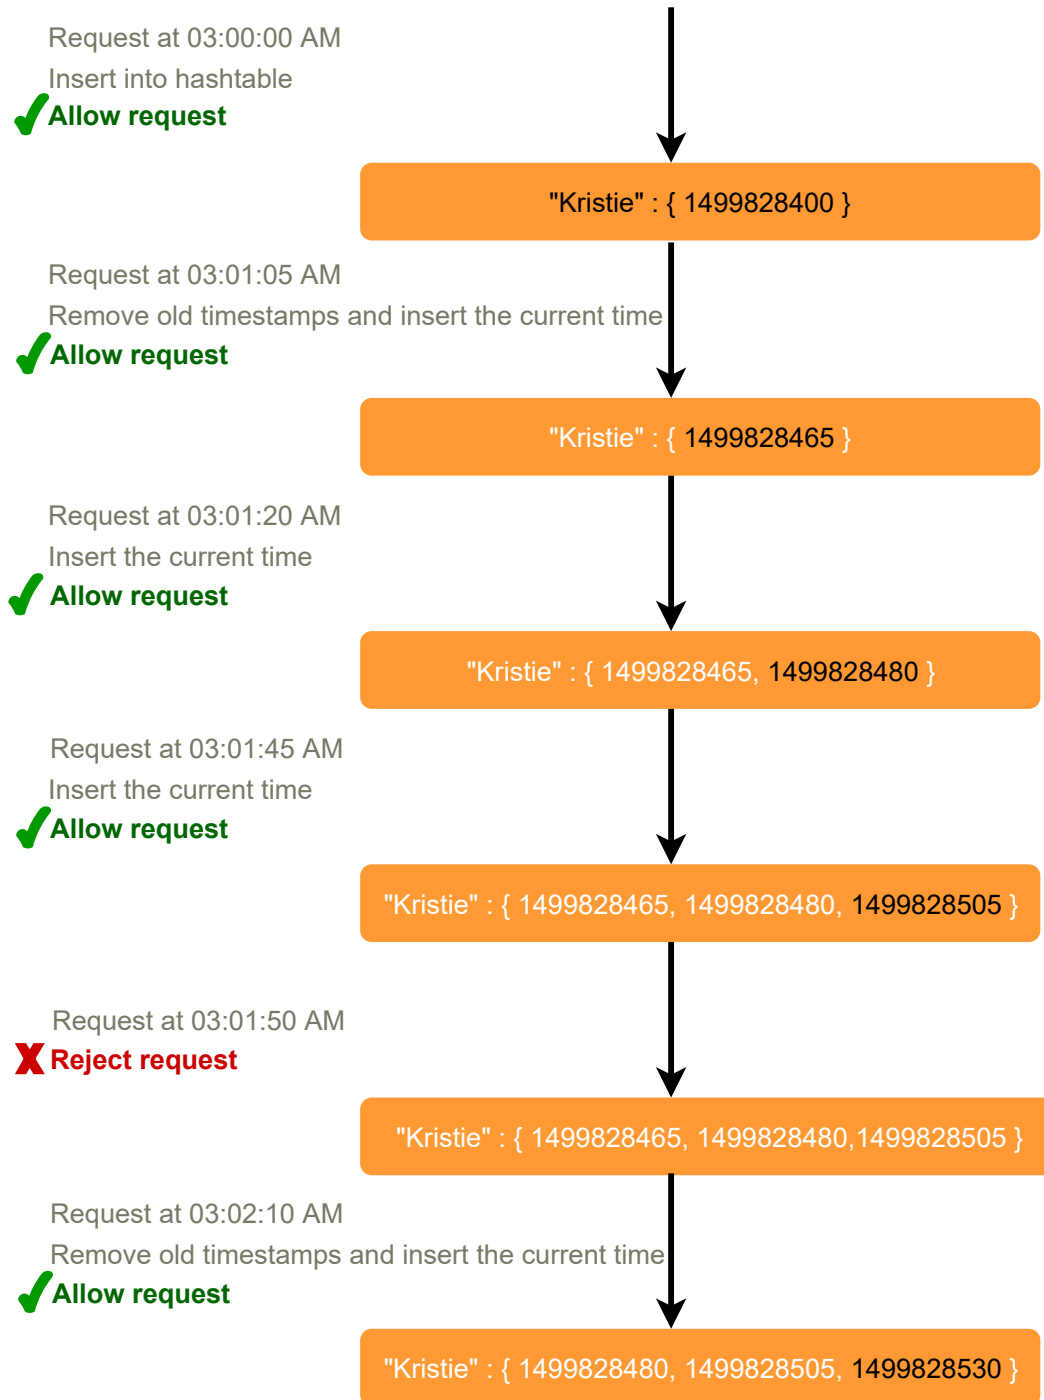 Request at 03:00:00 AM
Insert into hashtable
Allow request
"Kristie" : { 1499828400 }
Request at 03:01:05 AM
Remove old timestamps and insert the current time
Allow request
"Kristie" : { 1499828465 }
Request at 03:01:20 AM
Insert the current time
Allow request
"Kristie" : { 1499828465, 1499828480 }
Request at 03:01:45 AM
Insert the current time
Allow request
"Kristie" : { 1499828465, 1499828480, 1499828505 }
Request at 03:01:50 AM
Reject request
"Kristie" : { 1499828465, 1499828480,1499828505 }
Request at 03:02:10 AM
Remove old timestamps and insert the current time
Allow request
"Kristie" : { 1499828480, 1499828505, 1499828530 }